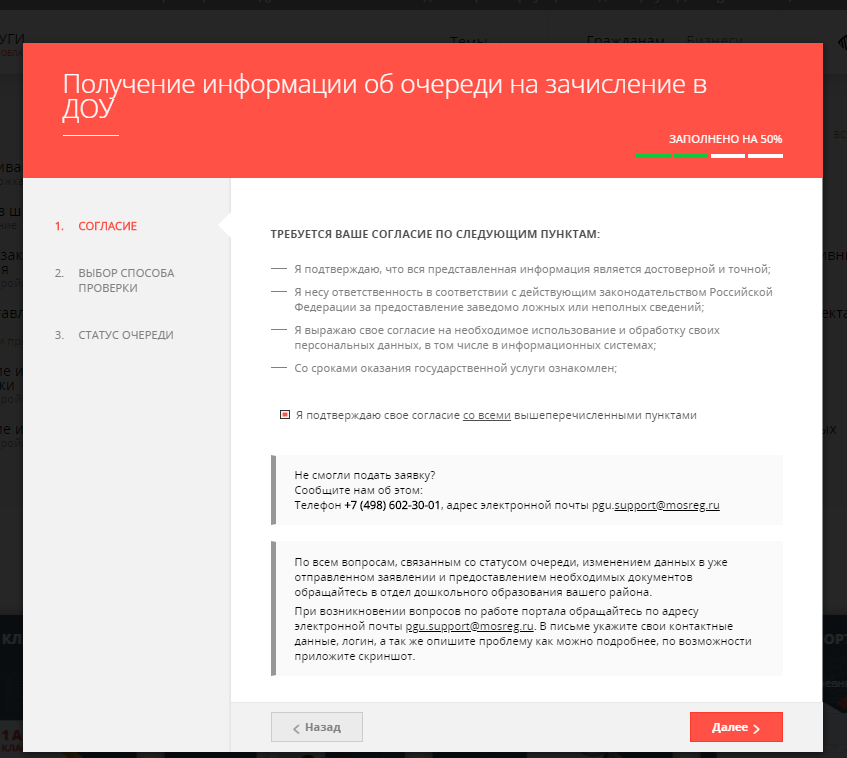 Темы
Гражданам
Бизнесу
Получение информации об очереди на зачисление в
ДОУ
ЗАПОЛНЕНО НА 50%
1. СОГЛАСИЕ
2. ВЫБОР СПОСОБА
ПРОВЕРКИ
3. СТАТУС ОЧЕРЕДИ
ТРЕБУЕТСЯ ВАШЕ СОГЛАСИЕ ПО СЛЕДУЮЩИМ ПУНКТАМ:
— Я подтверждаю, что вся представленная информация является достоверной и точной;
— Я несу ответственность в соответствии с действующим законодательством Российской
Федерации за предоставление заведомо ложных или неполных сведений;
— Я выражаю свое согласие на необходимое использование и обработку своих
персональных данных, в том числе в информационных системах;
— Со сроками оказания государственной услуги ознакомлен;
Я подтверждаю свое согласие со всеми вышеперечисленными пунктами
Не смогли подать заявку?
Сообщите нам об этом:
Телефон +7 (498) 602-30-01, адрес электронной почты pgu.support@mosreg.ru
По всем вопросам, связанным со статусом очереди, изменением данных в уже
отправленном заявлении и предоставлением необходимых документов
обращайтесь в отдел дошкольного образования вашего района.
При возникновении вопросов по работе портала обращайтесь по адресу
электронной почты pgu.support@mosreg.ru. В письме укажите свои контактные
данные, логин, а так же опишите проблему как можно подробнее, по возможности
приложите скриншот.
Назад
Далее